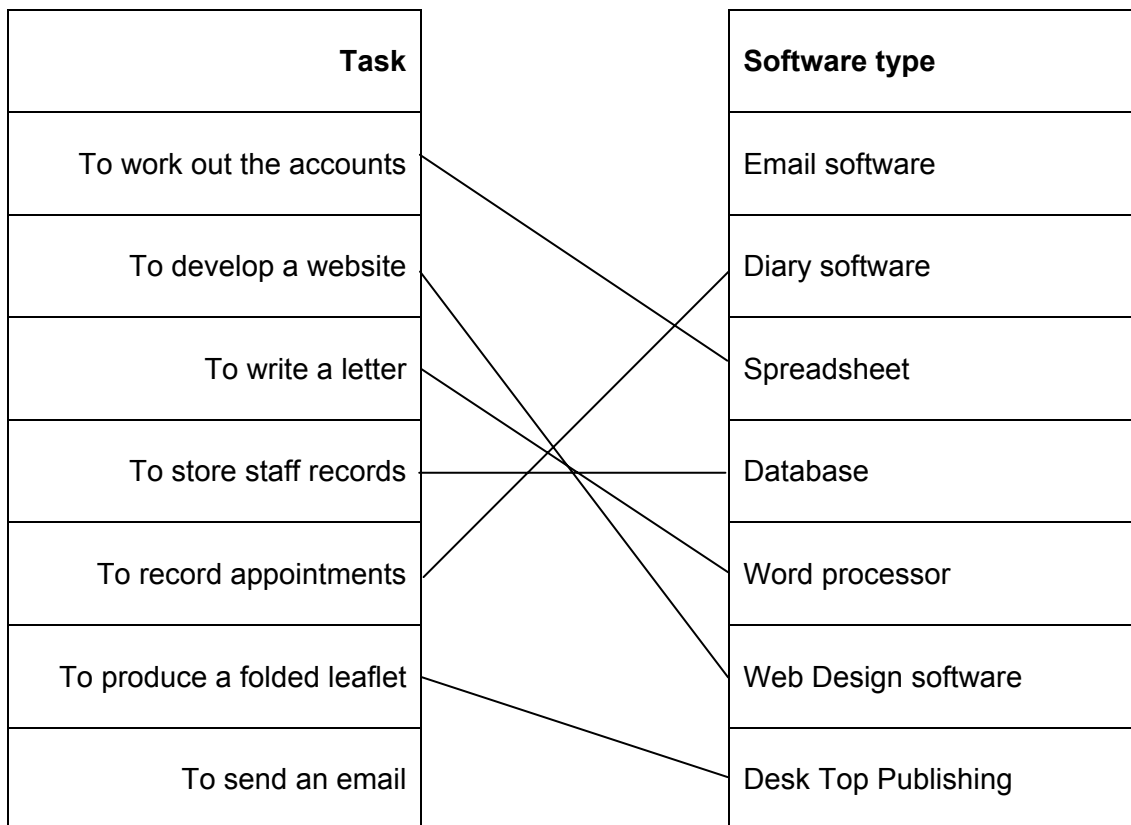 Task
Software type
To work out the accounts
Email software
To develop a website
Diary software
To write a letter
Spreadsheet
To store staff records
Database
To record appointments
Word processor
To produce a folded leaflet
Web Design software
To send an email
Desk Top Publishing